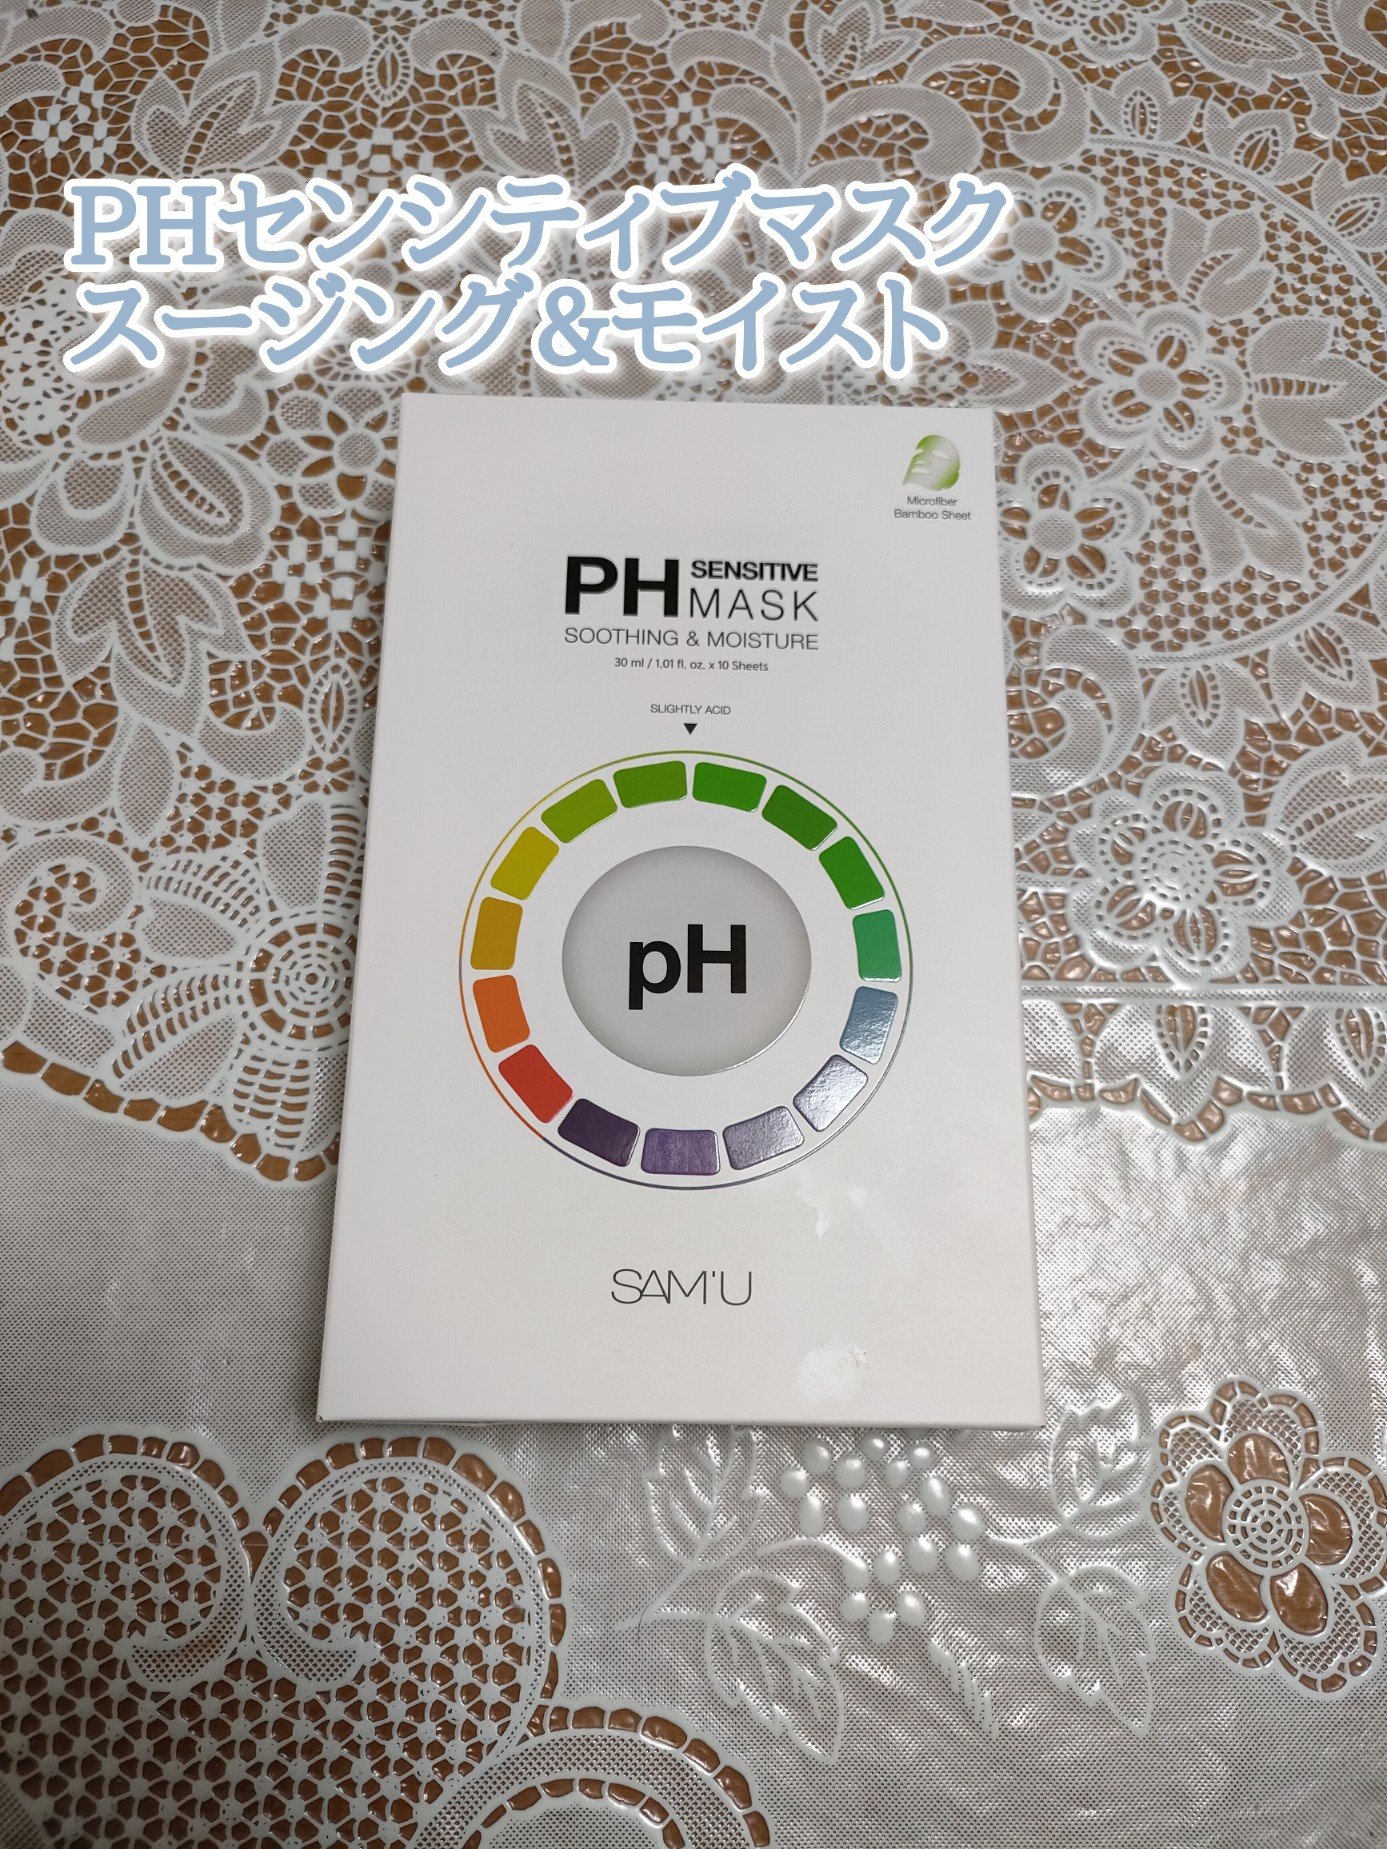 PHセンシティブマスク
スージング&モイスト
Microfiber
Bamboo Sheet
PH SENSITIVE
MASK
SOOTHING & MOISTURE
30 ml / 1.01 fl. oz. x 10 Sheets
SLIGHTLY ACID
pH
SAM'U